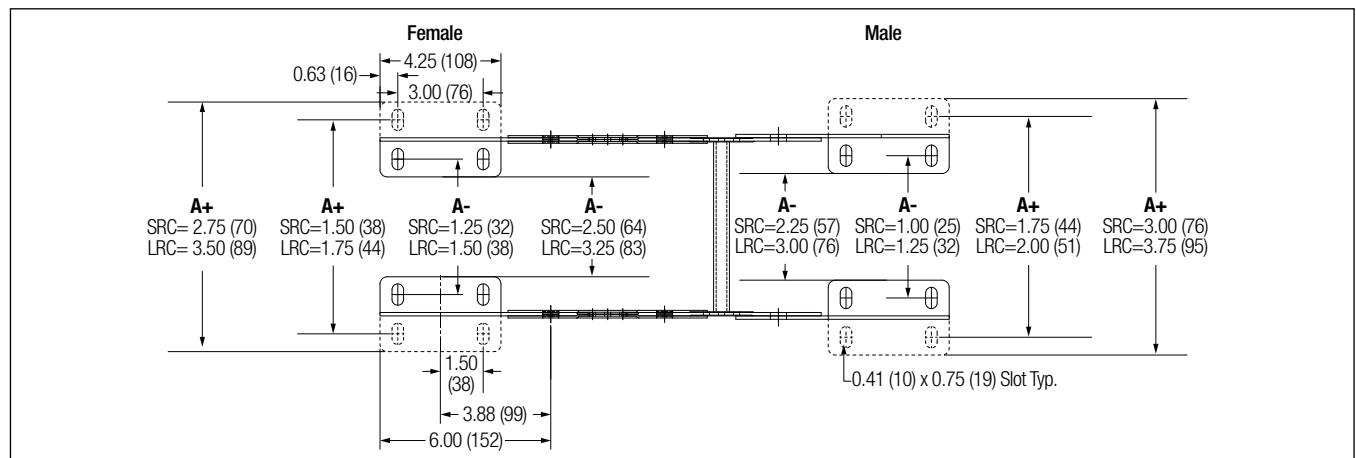 Female
Male
4.25 (108)
0.63 (16)
3.00 (76)
A+
SRC= 2.75 (70)
LRC= 3.50 (89)
A+
SRC=1.50 (38)
LRC=1.75 (44)
A-
SRC=1.25 (32)
LRC=1.50 (38)
A-
SRC=2.50 (64)
LRC=3.25 (83)
A-
SRC=2.25 (57)
LRC=3.00 (76)
A-
SRC=1.00 (25)
LRC=1.25 (32)
A+
SRC=1.75 (44)
LRC=2.00 (51)
A+
SRC=3.00 (76)
LRC=3.75 (95)
1.50
(38)
0.41 (10) x 0.75 (19) Slot Typ.
3.88 (99)
6.00 (152)